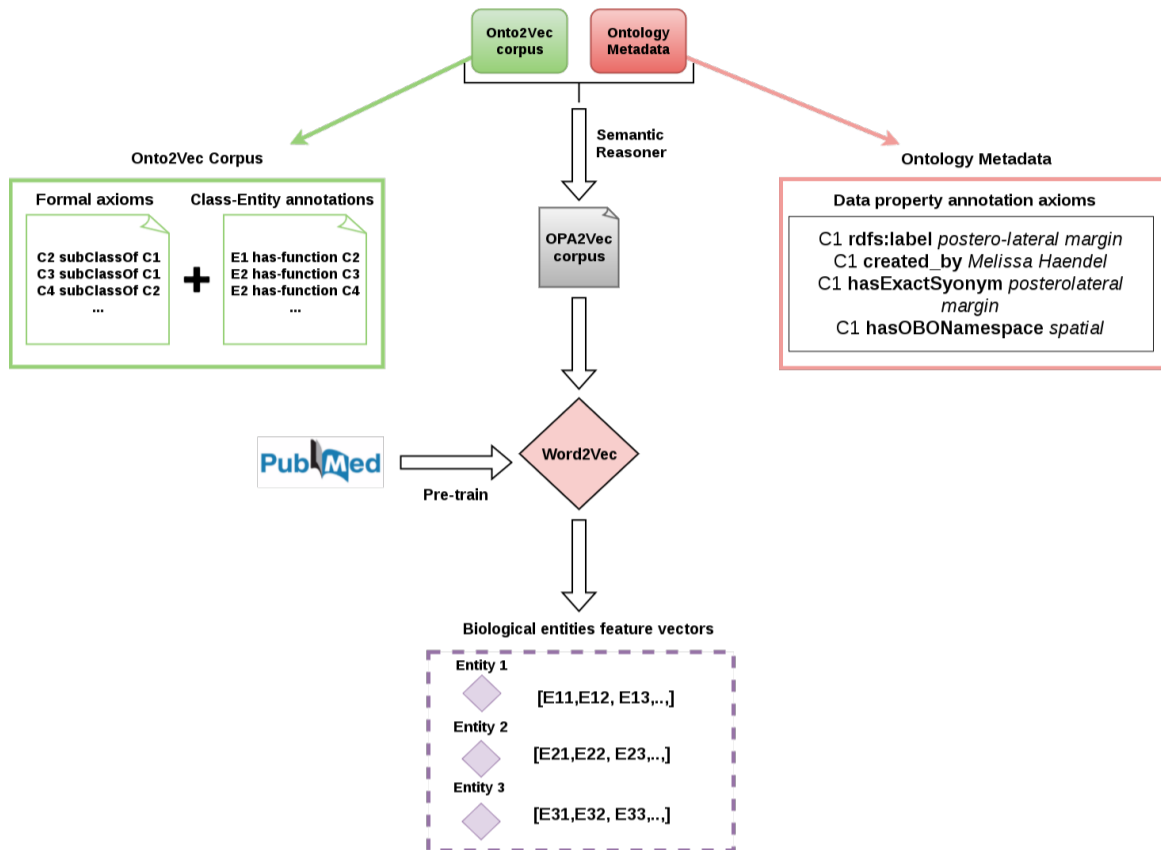 Onto2Vec
corpus
Ontology
Metadata
Semantic
Reasoner
Onto2Vec Corpus
Formal axioms
C2 subClassOf C1
C3 subClassOf C1
C4 subClassOf C2
...
+
Class-Entity annotations
E1 has-function C2
E2 has-function C3
E2 has-function C4
...
Ontology Metadata
Data property annotation axioms
C1 rdfs:label postero-lateral margin
C1 created_by Melissa Haendel
C1 hasExactSyonym posterolateral
margin
C1 hasOBONamespace spatial
OPA2Vec
corpus
PubMed
Pre-train
Word2Vec
Biological entities feature vectors
Entity 1
[E11,E12, E13,..,]
Entity 2
[E21,E22, E23,..,]
Entity 3
[E31,E32, E33,..,]